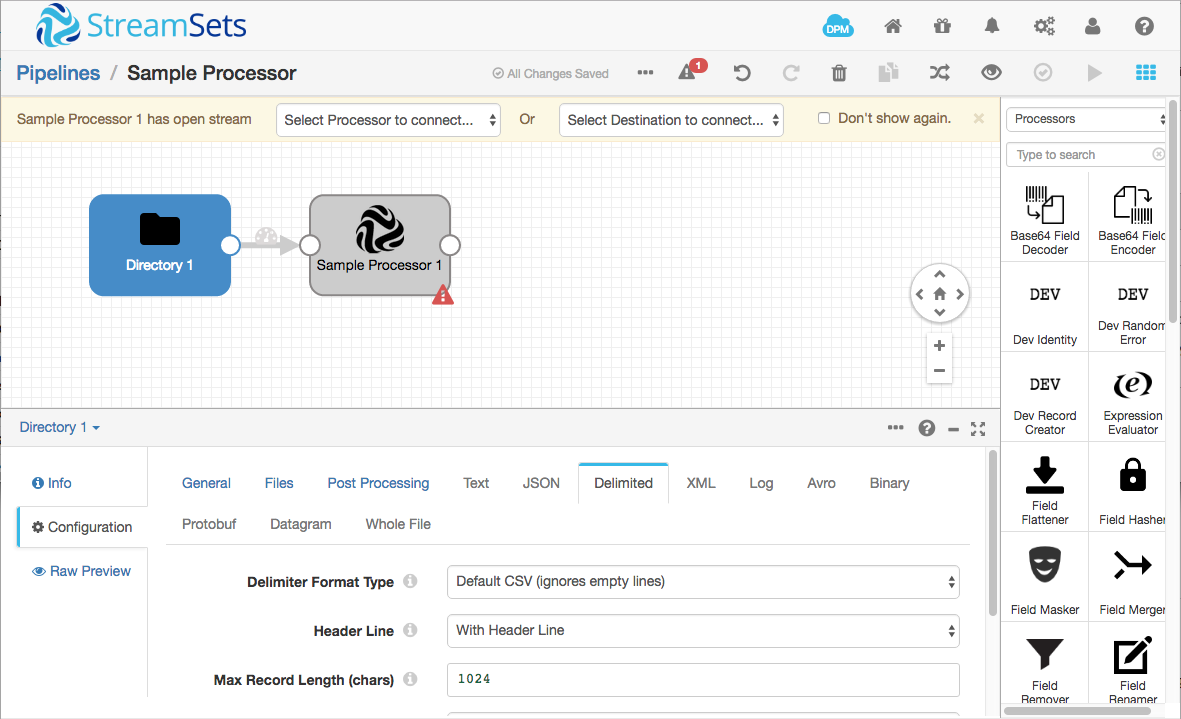 StreamSets
DPM
Pipelines / Sample Processor
All Changes Saved
1
Sample Processor 1 has open stream
Select Processor to connect...
Or
Select Destination to connect...
Don't show again.
Directory 1
Sample Processor 1
Processors
Type to search
Base64 Field
Decoder
Base64 Field
Encoder
DEV
Dev Identity
DEV
Dev Random
Error
DEV
Dev Record
Creator
e
Expression
Evaluator
Field
Flattener
Field Hasher
Field Masker
Field Merger
Field
Remover
Field
Renamer
Directory 1
Info
Configuration
Raw Preview
General Files Post Processing Text JSON Delimited XML Log Avro Binary
Protobuf Datagram Whole File
Delimiter Format Type Default CSV (ignores empty lines)
Header Line With Header Line
Max Record Length (chars) 1024